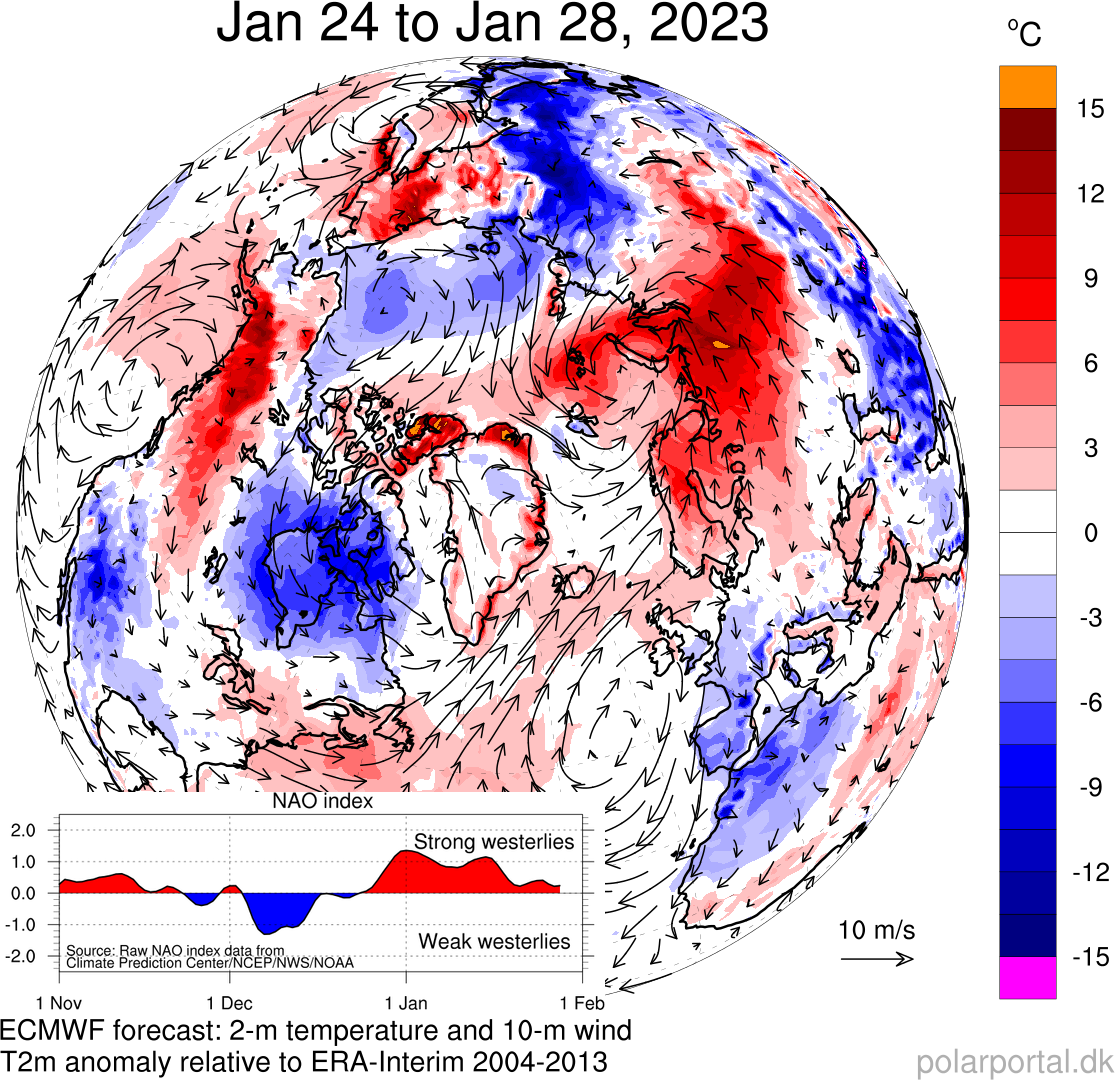 Jan 24 to Jan 28, 2023
°C
15
12
9
6
3
0
-3
-6
-9
-12
-15
10 m/s
NAO index
2.0
1.0
0.0
-1.0
-2.0
Strong westerlies
Weak westerlies
Source: Raw NAO index data from
Climate Prediction Center/NCEP/NWS/NOAA
1 Nov
1 Dec
1 Jan
1 Feb
ECMWF forecast: 2-m temperature and 10-m wind
T2m anomaly relative to ERA-Interim 2004-2013
polarportal.dk